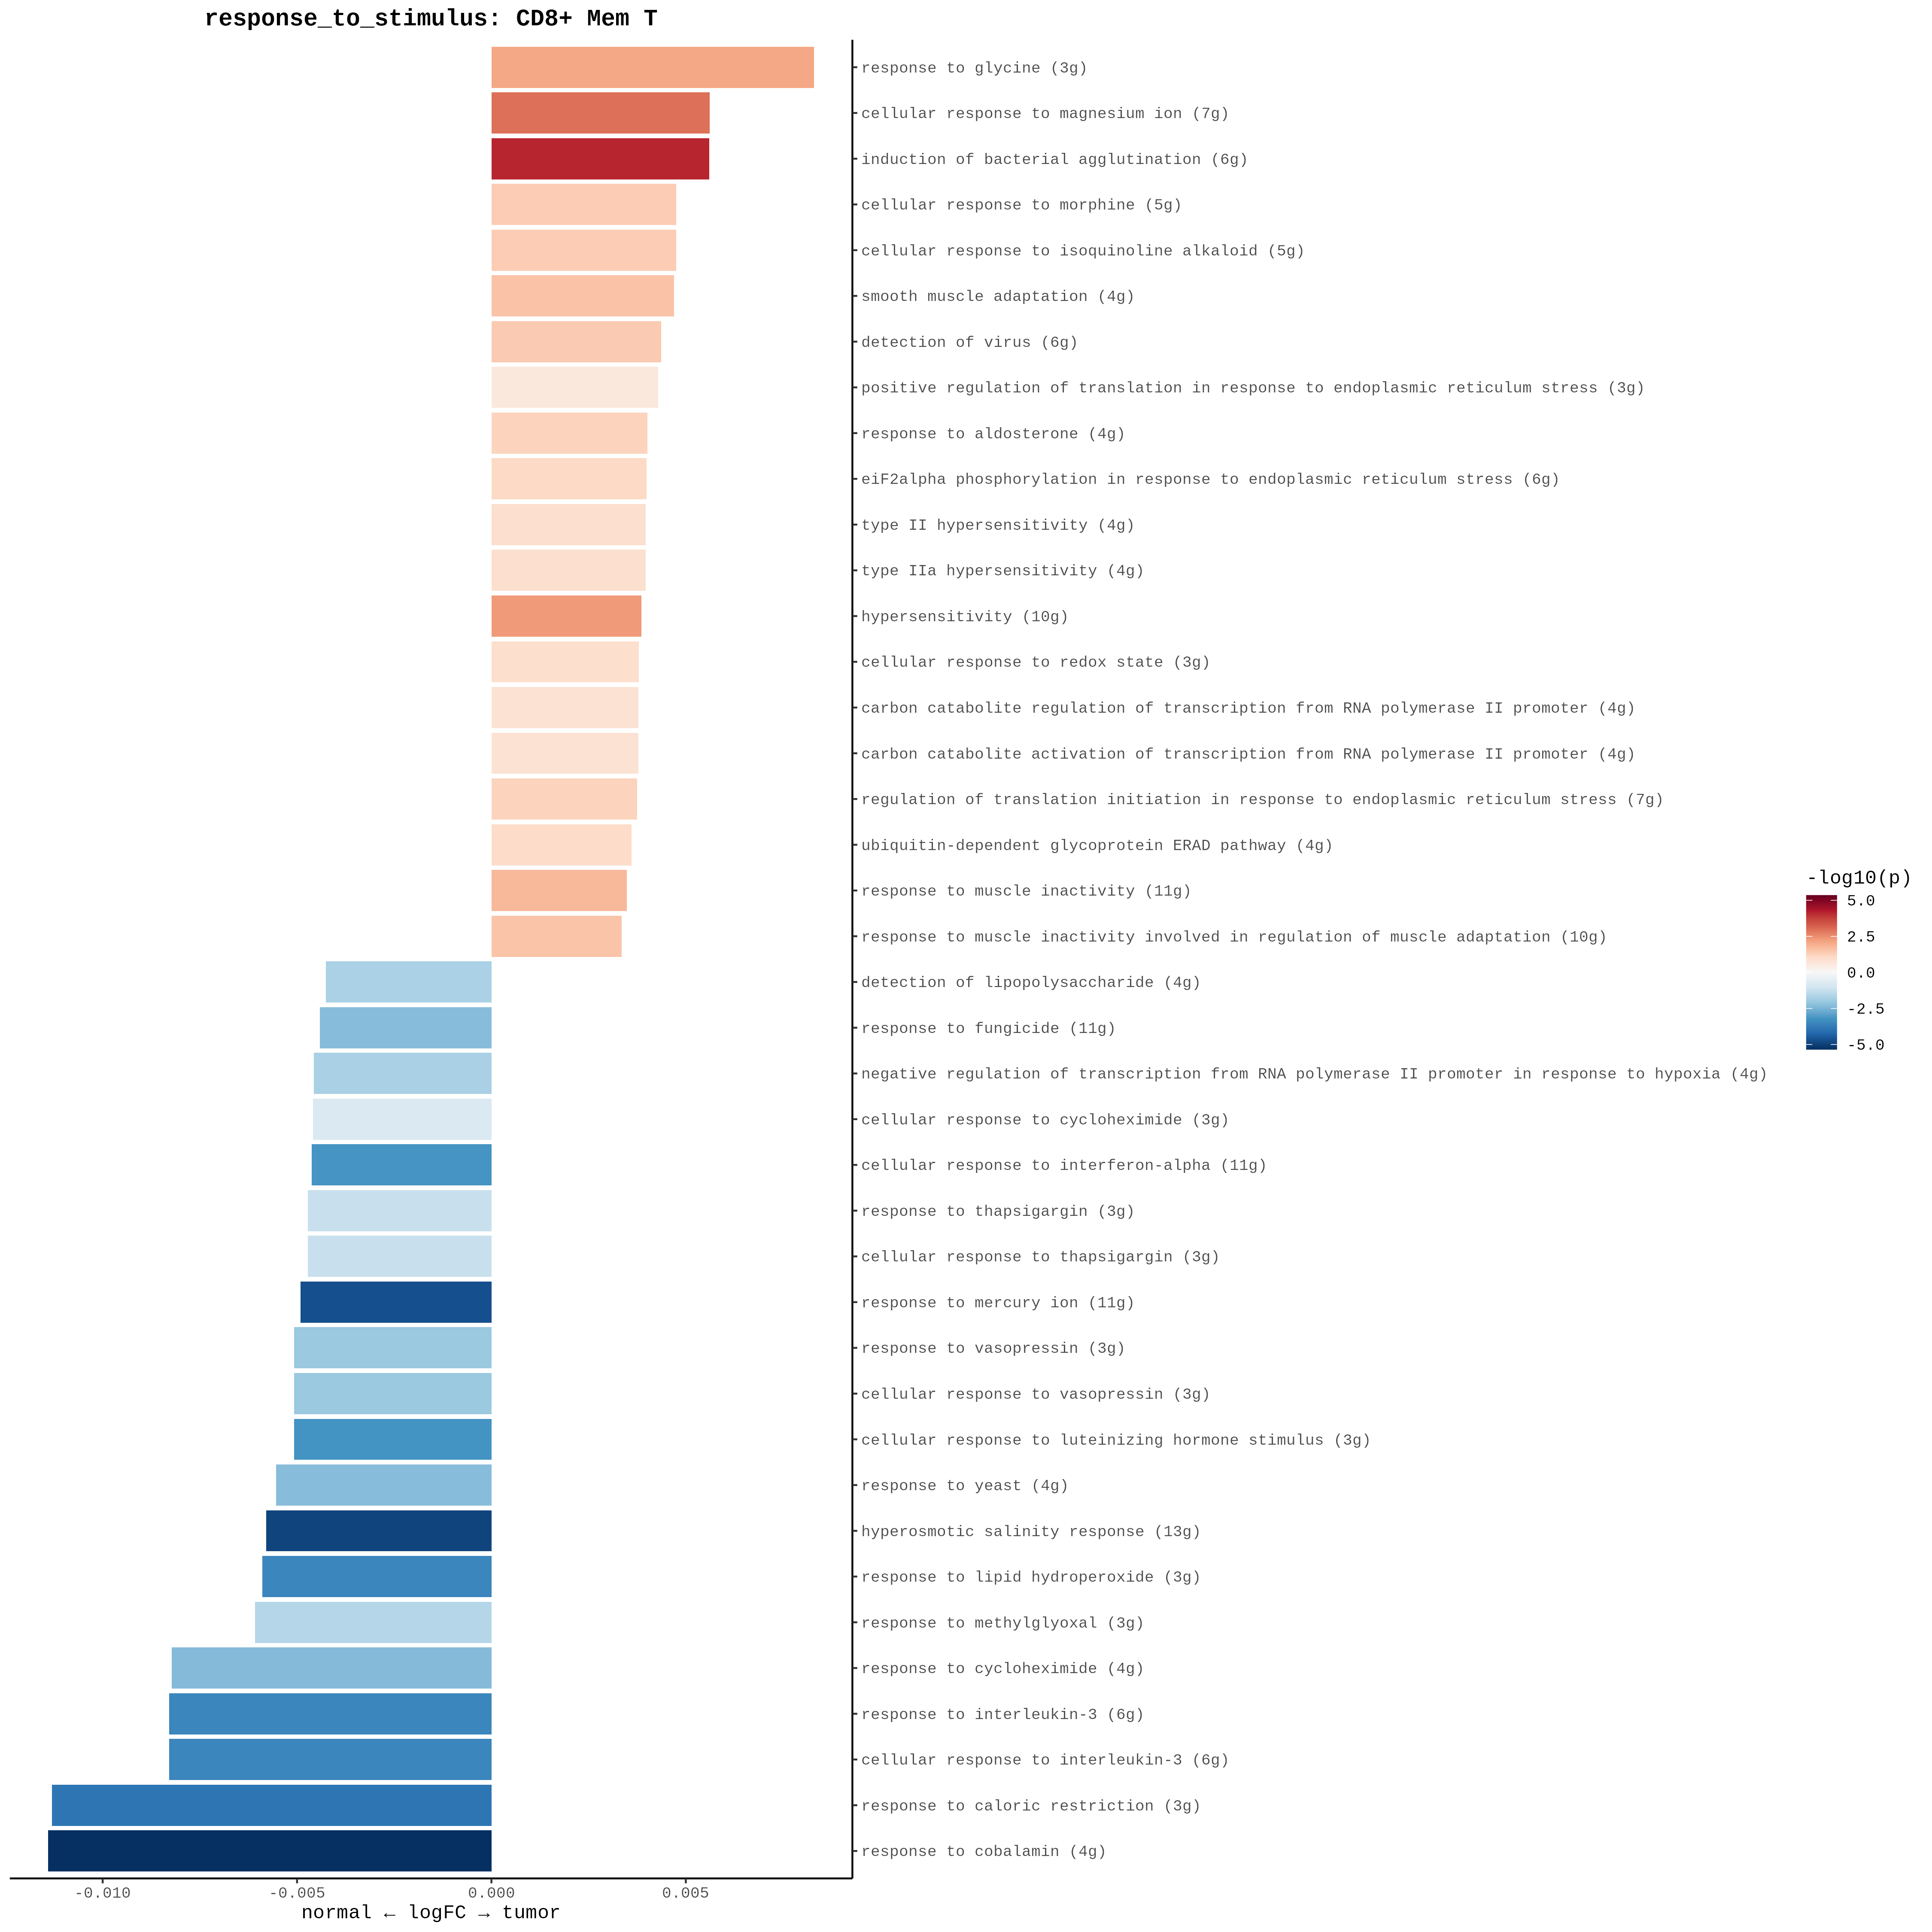 response_to_stimulus: CD8+ Mem T
response to glycine (3g)
cellular response to magnesium ion (7g)
induction of bacterial agglutination (6g)
cellular response to morphine (5g)
cellular response to isoquinoline alkaloid (5g)
smooth muscle adaptation (4g)
detection of virus (6g)
positive regulation of translation in response to endoplasmic reticulum stress (3g)
response to aldosterone (4g)
eiF2alpha phosphorylation in response to endoplasmic reticulum stress (6g)
type II hypersensitivity (4g)
type IIa hypersensitivity (4g)
hypersensitivity (10g)
cellular response to redox state (3g)
carbon catabolite regulation of transcription from RNA polymerase II promoter (4g)
carbon catabolite activation of transcription from RNA polymerase II promoter (4g)
regulation of translation initiation in response to endoplasmic reticulum stress (7g)
ubiquitin-dependent glycoprotein ERAD pathway (4g)
response to muscle inactivity (11g)
response to muscle inactivity involved in regulation of muscle adaptation (10g)
detection of lipopolysaccharide (4g)
response to fungicide (11g)
negative regulation of transcription from RNA polymerase II promoter in response to hypoxia (4g)
cellular response to cycloheximide (3g)
cellular response to interferon-alpha (11g)
response to thapsigargin (3g)
cellular response to thapsigargin (3g)
response to mercury ion (11g)
response to vasopressin (3g)
cellular response to vasopressin (3g)
cellular response to luteinizing hormone stimulus (3g)
response to yeast (4g)
hyperosmotic salinity response (13g)
response to lipid hydroperoxide (3g)
response to methylglyoxal (3g)
response to cycloheximide (4g)
response to interleukin-3 (6g)
cellular response to interleukin-3 (6g)
response to caloric restriction (3g)
response to cobalamin (4g)
-0.010 -0.005 0.000 0.005
normal ← logFC → tumor
-log10(p)
5.0
2.5
0.0
-2.5
-5.0